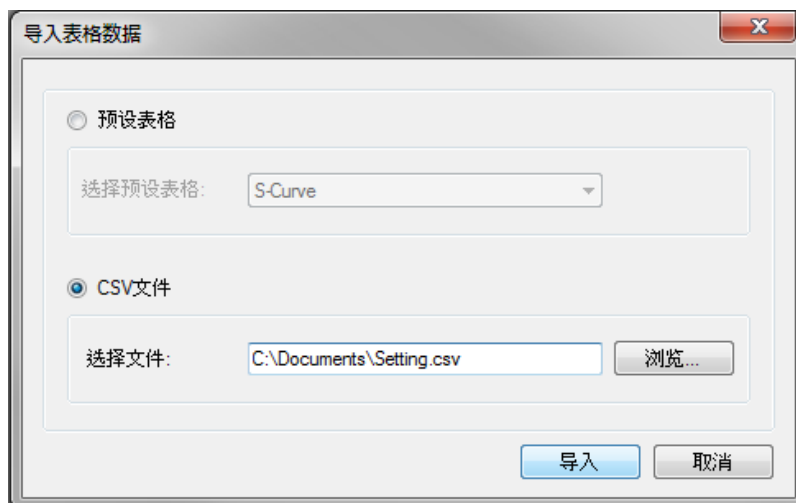 导入表格数据
预设表格
选择预设表格: S-Curve
CSV文件
选择文件: C:\Documents\Setting.csv 浏览...
导入 取消